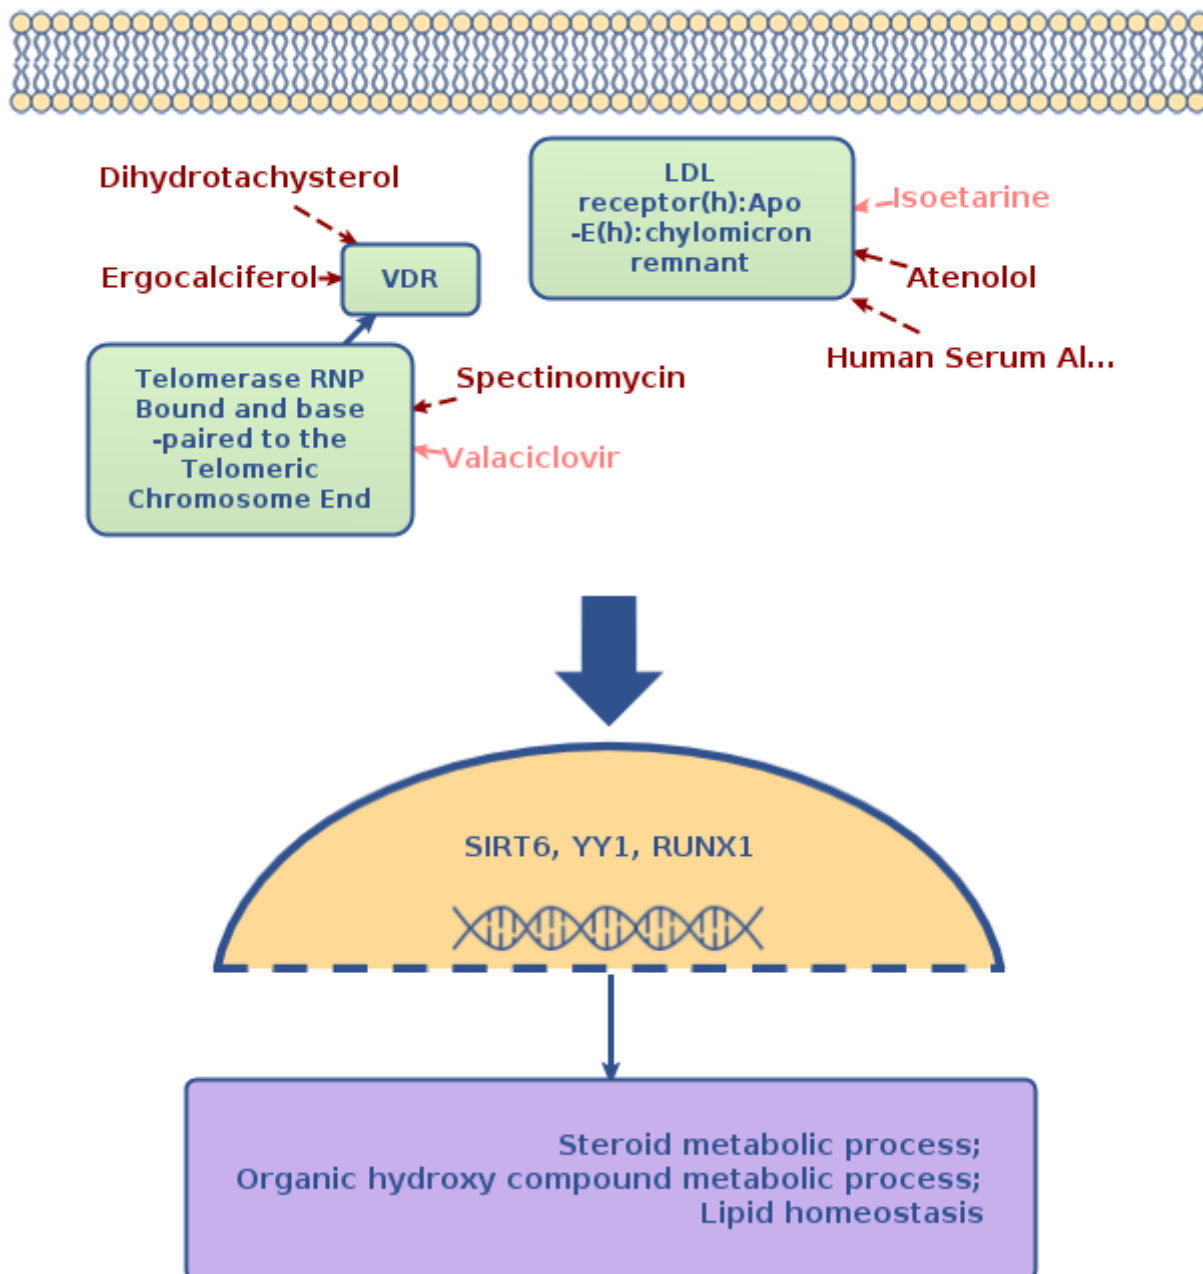 Dihydrotachysterol
Ergocalciferol
VDR
LDL
receptor(h):Apo
-E(h):chylomicron
remnant
Isoetarine
Atenolol
Human Serum Al...
Telomerase RNP
Bound and base
-paired to the
Telomeric
Chromosome End
Spectinomycin
Valaciclovir
SIRT6, YY1, RUNX1
Steroid metabolic process;
Organic hydroxy compound metabolic process;
Lipid homeostasis